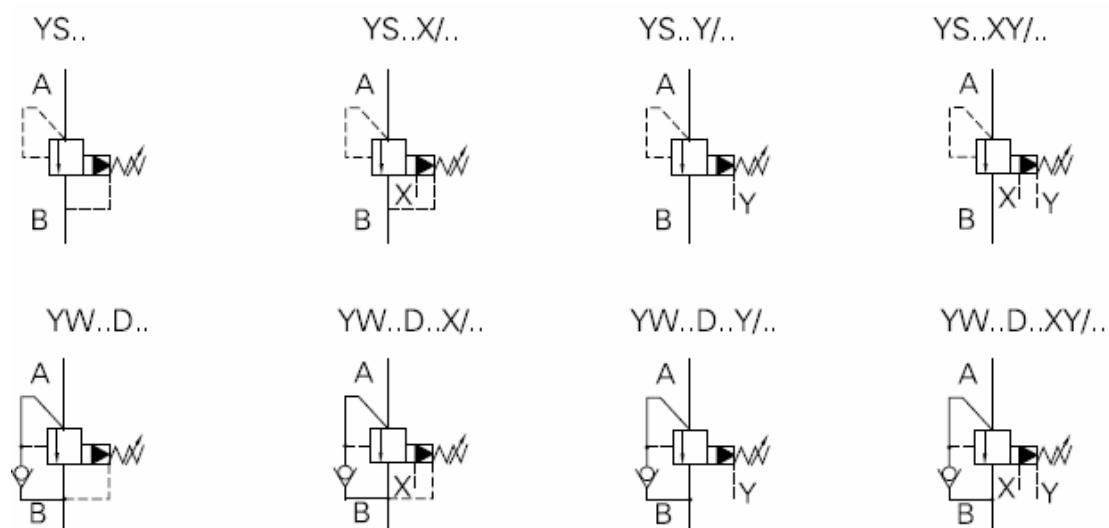 YS.. YS..X/.. YS..Y/.. YS..XY/..
A A A A
X Y X Y
B B B B
YW..D.. YW..D..X/.. YW..D..Y/.. YW..D..XY/..
A A A A
X Y X Y
B B B B